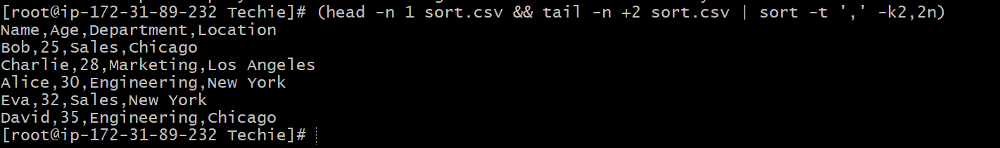 [root@ip-172-31-89-232 Techie]# (head -n 1 sort.csv && tail -n +2 sort.csv | sort -t ',' -k2,2n)
Name,Age,Department,Location
Bob,25,Sales,Chicago
Charlie,28,Marketing,Los Angeles
Alice,30,Engineering,New York
Eva,32,Sales,New York
David,35,Engineering,Chicago
[root@ip-172-31-89-232 Techie]#